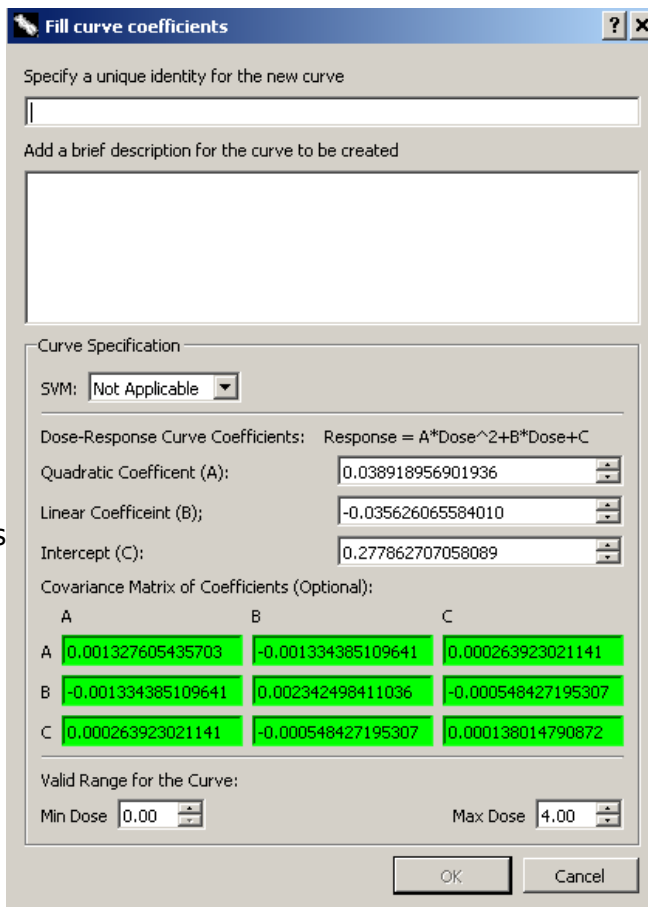 Fill curve coefficients
Specify a unique identity for the new curve
Add a brief description for the curve to be created
Curve Specification
SVM: Not Applicable
Dose-Response Curve Coefficients: Response = A*Dose^2+B*Dose+C
Quadratic Coefficent (A): 0.038918956901936
Linear Coefficeint (B); -0.035626065584010
s
Intercept (C): 0.277862707058089
Covariance Matrix of Coefficients (Optional):
A B C
A 0.001327605435703 -0.001334385109641 0.000263923021141
B -0.001334385109641 0.002342498411036 -0.000548427195307
C 0.000263923021141 -0.000548427195307 0.000138014790872
Valid Range for the Curve:
Min Dose 0.00 Max Dose 4.00
OK Cancel